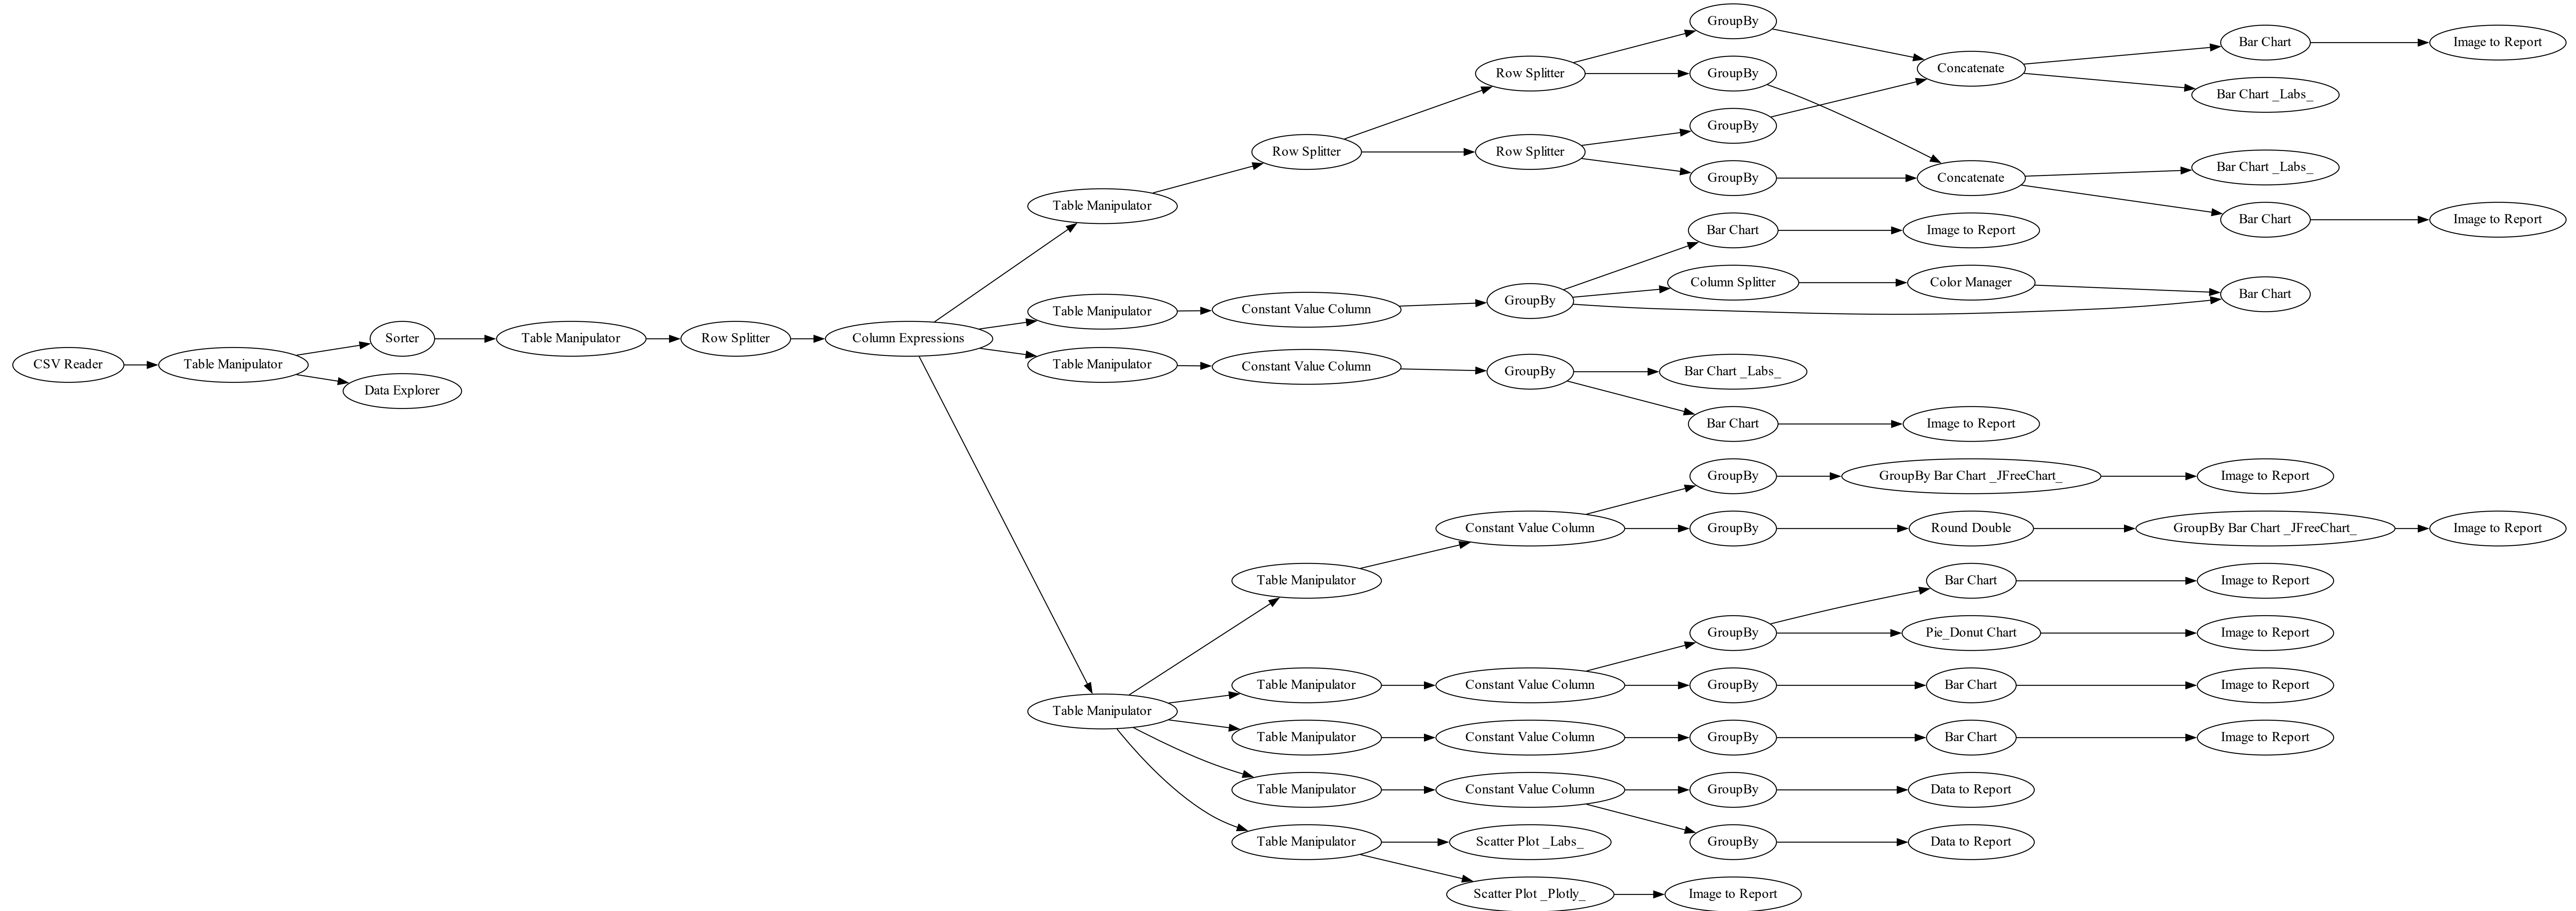 GroupBy
Bar Chart
Image to Report
Row Splitter
GroupBy
Concatenate
Bar Chart _Labs_
GroupBy
Row Splitter
Row Splitter
GroupBy
Concatenate
Bar Chart _Labs_
Table Manipulator
Bar Chart
Image to Report
Bar Chart
Image to Report
Column Splitter
Color Manager
Bar Chart
Table Manipulator
Constant Value Column
GroupBy
Sorter
Table Manipulator
Row Splitter
Column Expressions
CSV Reader
Table Manipulator
Table Manipulator
Constant Value Column
GroupBy
Bar Chart _Labs_
Data Explorer
Bar Chart
Image to Report
GroupBy
GroupBy Bar Chart _JFreeChart_
Image to Report
Constant Value Column
GroupBy
Round Double
GroupBy Bar Chart _JFreeChart_
Image to Report
Table Manipulator
Bar Chart
Image to Report
GroupBy
Pie_Donut Chart
Image to Report
Table Manipulator
Constant Value Column
GroupBy
Bar Chart
Image to Report
Table Manipulator
Table Manipulator
Constant Value Column
GroupBy
Bar Chart
Image to Report
Table Manipulator
Constant Value Column
GroupBy
Data to Report
Table Manipulator
Scatter Plot _Labs_
GroupBy
Data to Report
Scatter Plot _Plotly_
Image to Report